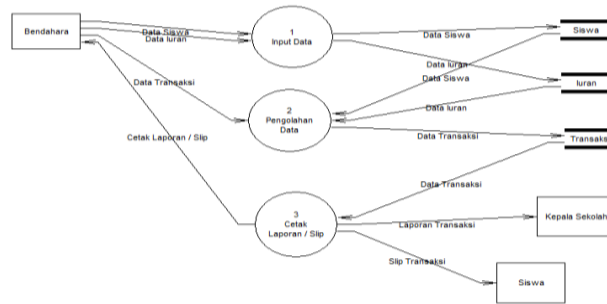 Bendahara
Data Siswa
Data Iuran
1
Input Data
Data Siswa
Siswa
Data Iuran
Data Siswa
Iuran
Data Transaksi
2
Pengolahan
Data
Data Iuran
Data Transaksi
Transaksi
Cetak Laporan / Slip
Data Transaksi
3
Cetak
Laporan / Slip
Laporan Transaksi
Kepala Sekolah
Slip Transaksi
Siswa